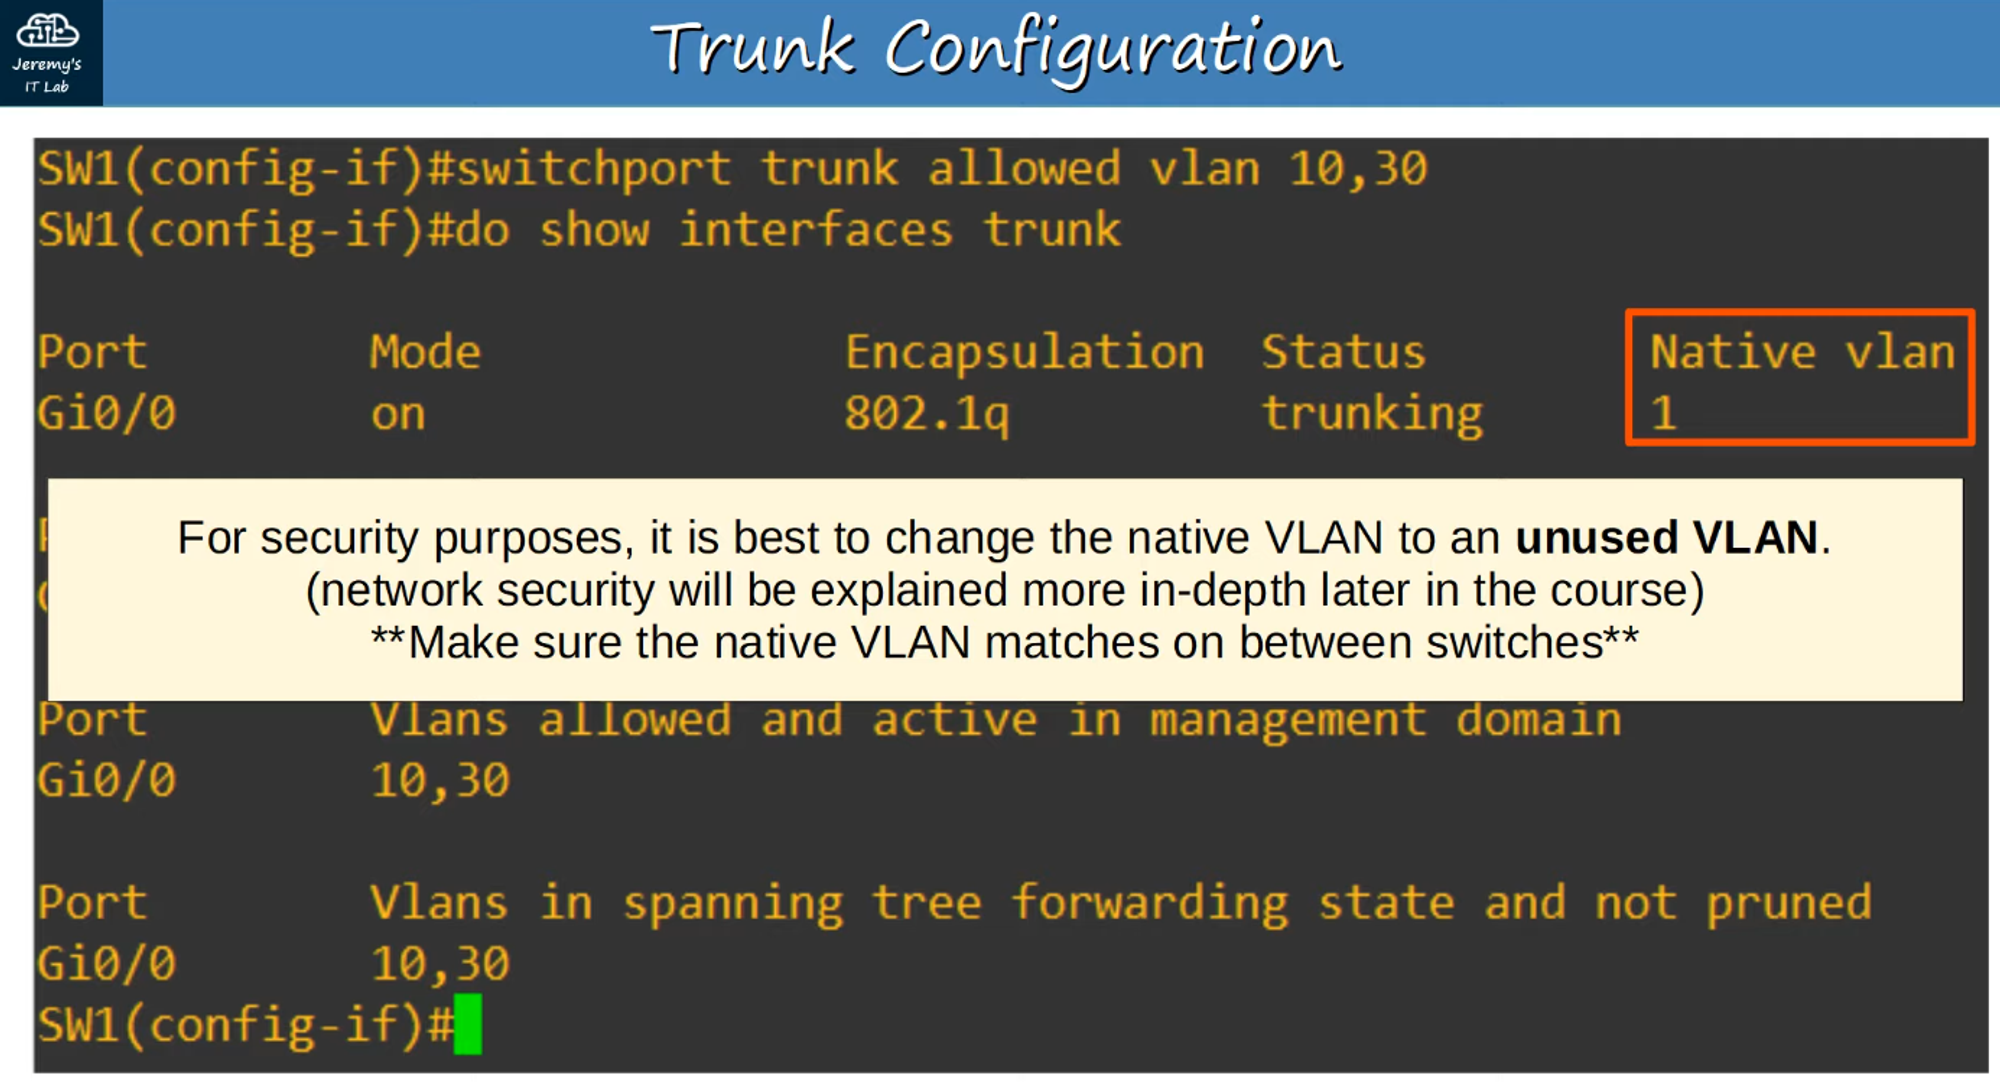 Jeremy's
IT Lab
Trunk Configuration
SW1(config-if)#switchport trunk allowed vlan 10,30
SW1(config-if)#do show interfaces trunk
Port Mode Encapsulation Status Native vlan
Gi0/0 on 802.1q trunking 1
For security purposes, it is best to change the native VLAN to an unused VLAN.
(network security will be explained more in-depth later in the course)
**Make sure the native VLAN matches on between switches**
Port Vlans allowed and active in management domain
Gi0/0 10,30
Port Vlans in spanning tree forwarding state and not pruned
Gi0/0 10,30
SW1(config-if)#